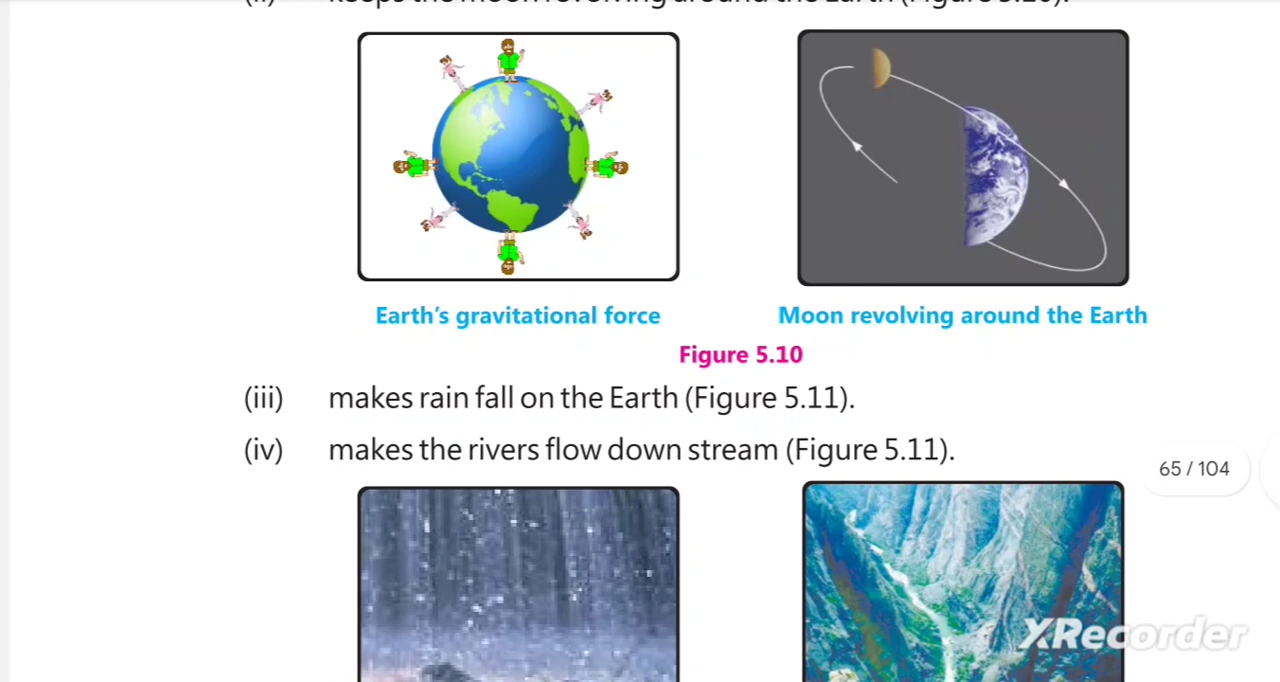 Earth's gravitational force
Moon revolving around the Earth
Figure 5.10
(iii) makes rain fall on the Earth (Figure 5.11).
(iv) makes the rivers flow down stream (Figure 5.11).
65 / 104
XRecorder